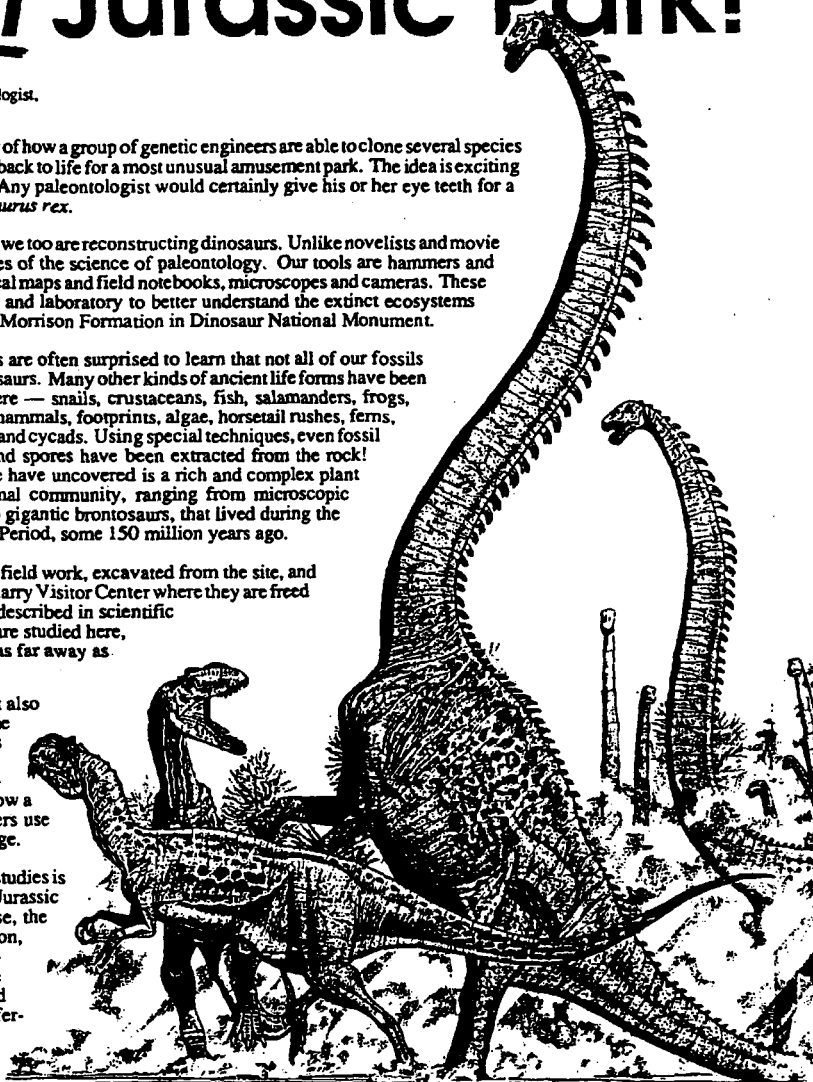 Jurassic Park!
logist,
of how a group of genetic engineers are able to clone several species
back to life for a most unusual amusement park. The idea is exciting
Any paleontologist would certainly give his or her eye teeth for a
aurus rex.
we too are reconstructing dinosaurs. Unlike novelists and movie
es of the science of paleontology. Our tools are hammers and
cal maps and field notebooks, microscopes and cameras. These
and laboratory to better understand the extinct ecosystems
Morrison Formation in Dinosaur National Monument.
s are often surprised to learn that not all of our fossils
saurs. Many other kinds of ancient life forms have been
ere — snails, crustaceans, fish, salamanders, frogs,
mammals, footprints, algae, horsetail rushes, ferns,
and cycads. Using special techniques, even fossil
nd spores have been extracted from the rock!
e have uncovered is a rich and complex plant
nal community, ranging from microscopic
gigantic brontosaurs, that lived during the
Period, some 150 million years ago.
field work, excavated from the site, and
arry Visitor Center where they are freed
described in scientific
are studied here,
as far away as
t also
e
s
ow a
ers use
ge.
studies is
Jurassic
se, the
on,
d
fer-